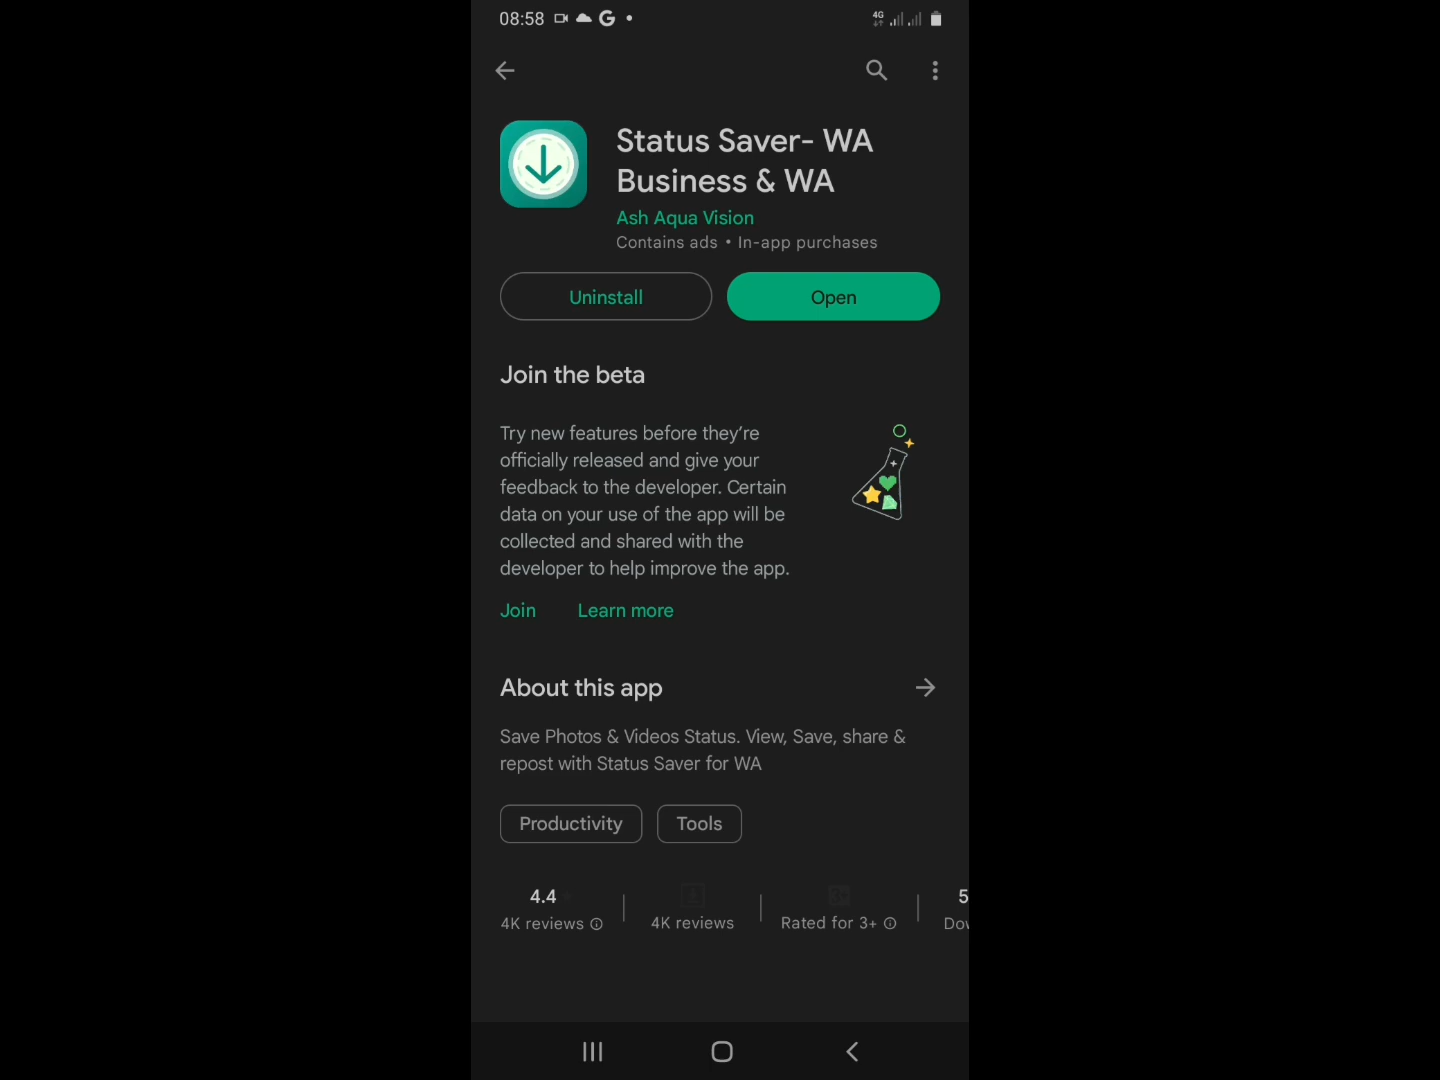 08:58
4G
Status Saver- WA
Business & WA
Ash Aqua Vision
Contains ads • In-app purchases
Uninstall
Open
Join the beta
Try new features before they're
officially released and give your
feedback to the developer. Certain
data on your use of the app will be
collected and shared with the
developer to help improve the app.
Join
Learn more
About this app
Save Photos & Videos Status. View, Save, share &
repost with Status Saver for WA
Productivity
Tools
4.4
4K reviews
4K reviews
3+
Rated for 3+
5
Dow